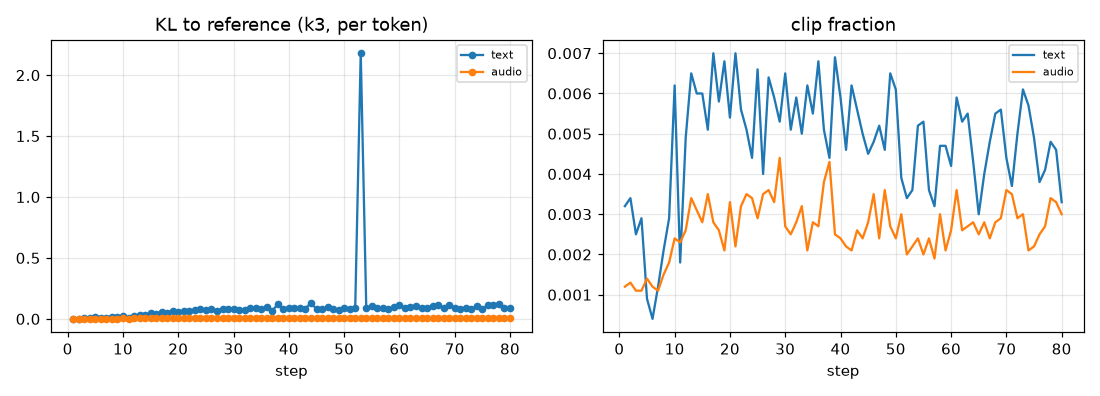 KL to reference (k3, per token)
text
audio
2.0
1.5
1.0
0.5
0.0
0 10 20 30 40 50 60 70 80
step
clip fraction
text
audio
0.007
0.006
0.005
0.004
0.003
0.002
0.001
0 10 20 30 40 50 60 70 80
step